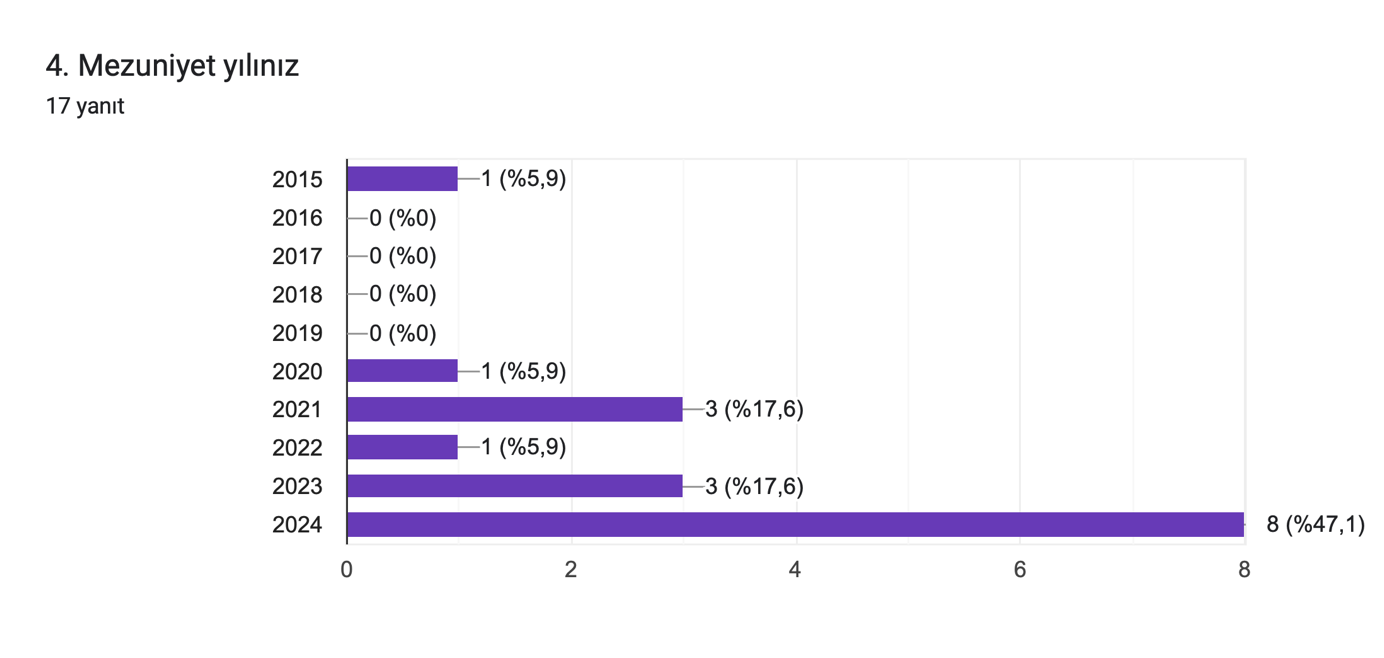 4. Mezuniyet yılınız
17 yanıt
2015 1 (%5,9)
2016 0 (%0)
2017 0 (%0)
2018 0 (%0)
2019 0 (%0)
2020 1 (%5,9)
2021 3 (%17,6)
2022 1 (%5,9)
2023 3 (%17,6)
2024 8 (%47,1)
0 2 4 6 8